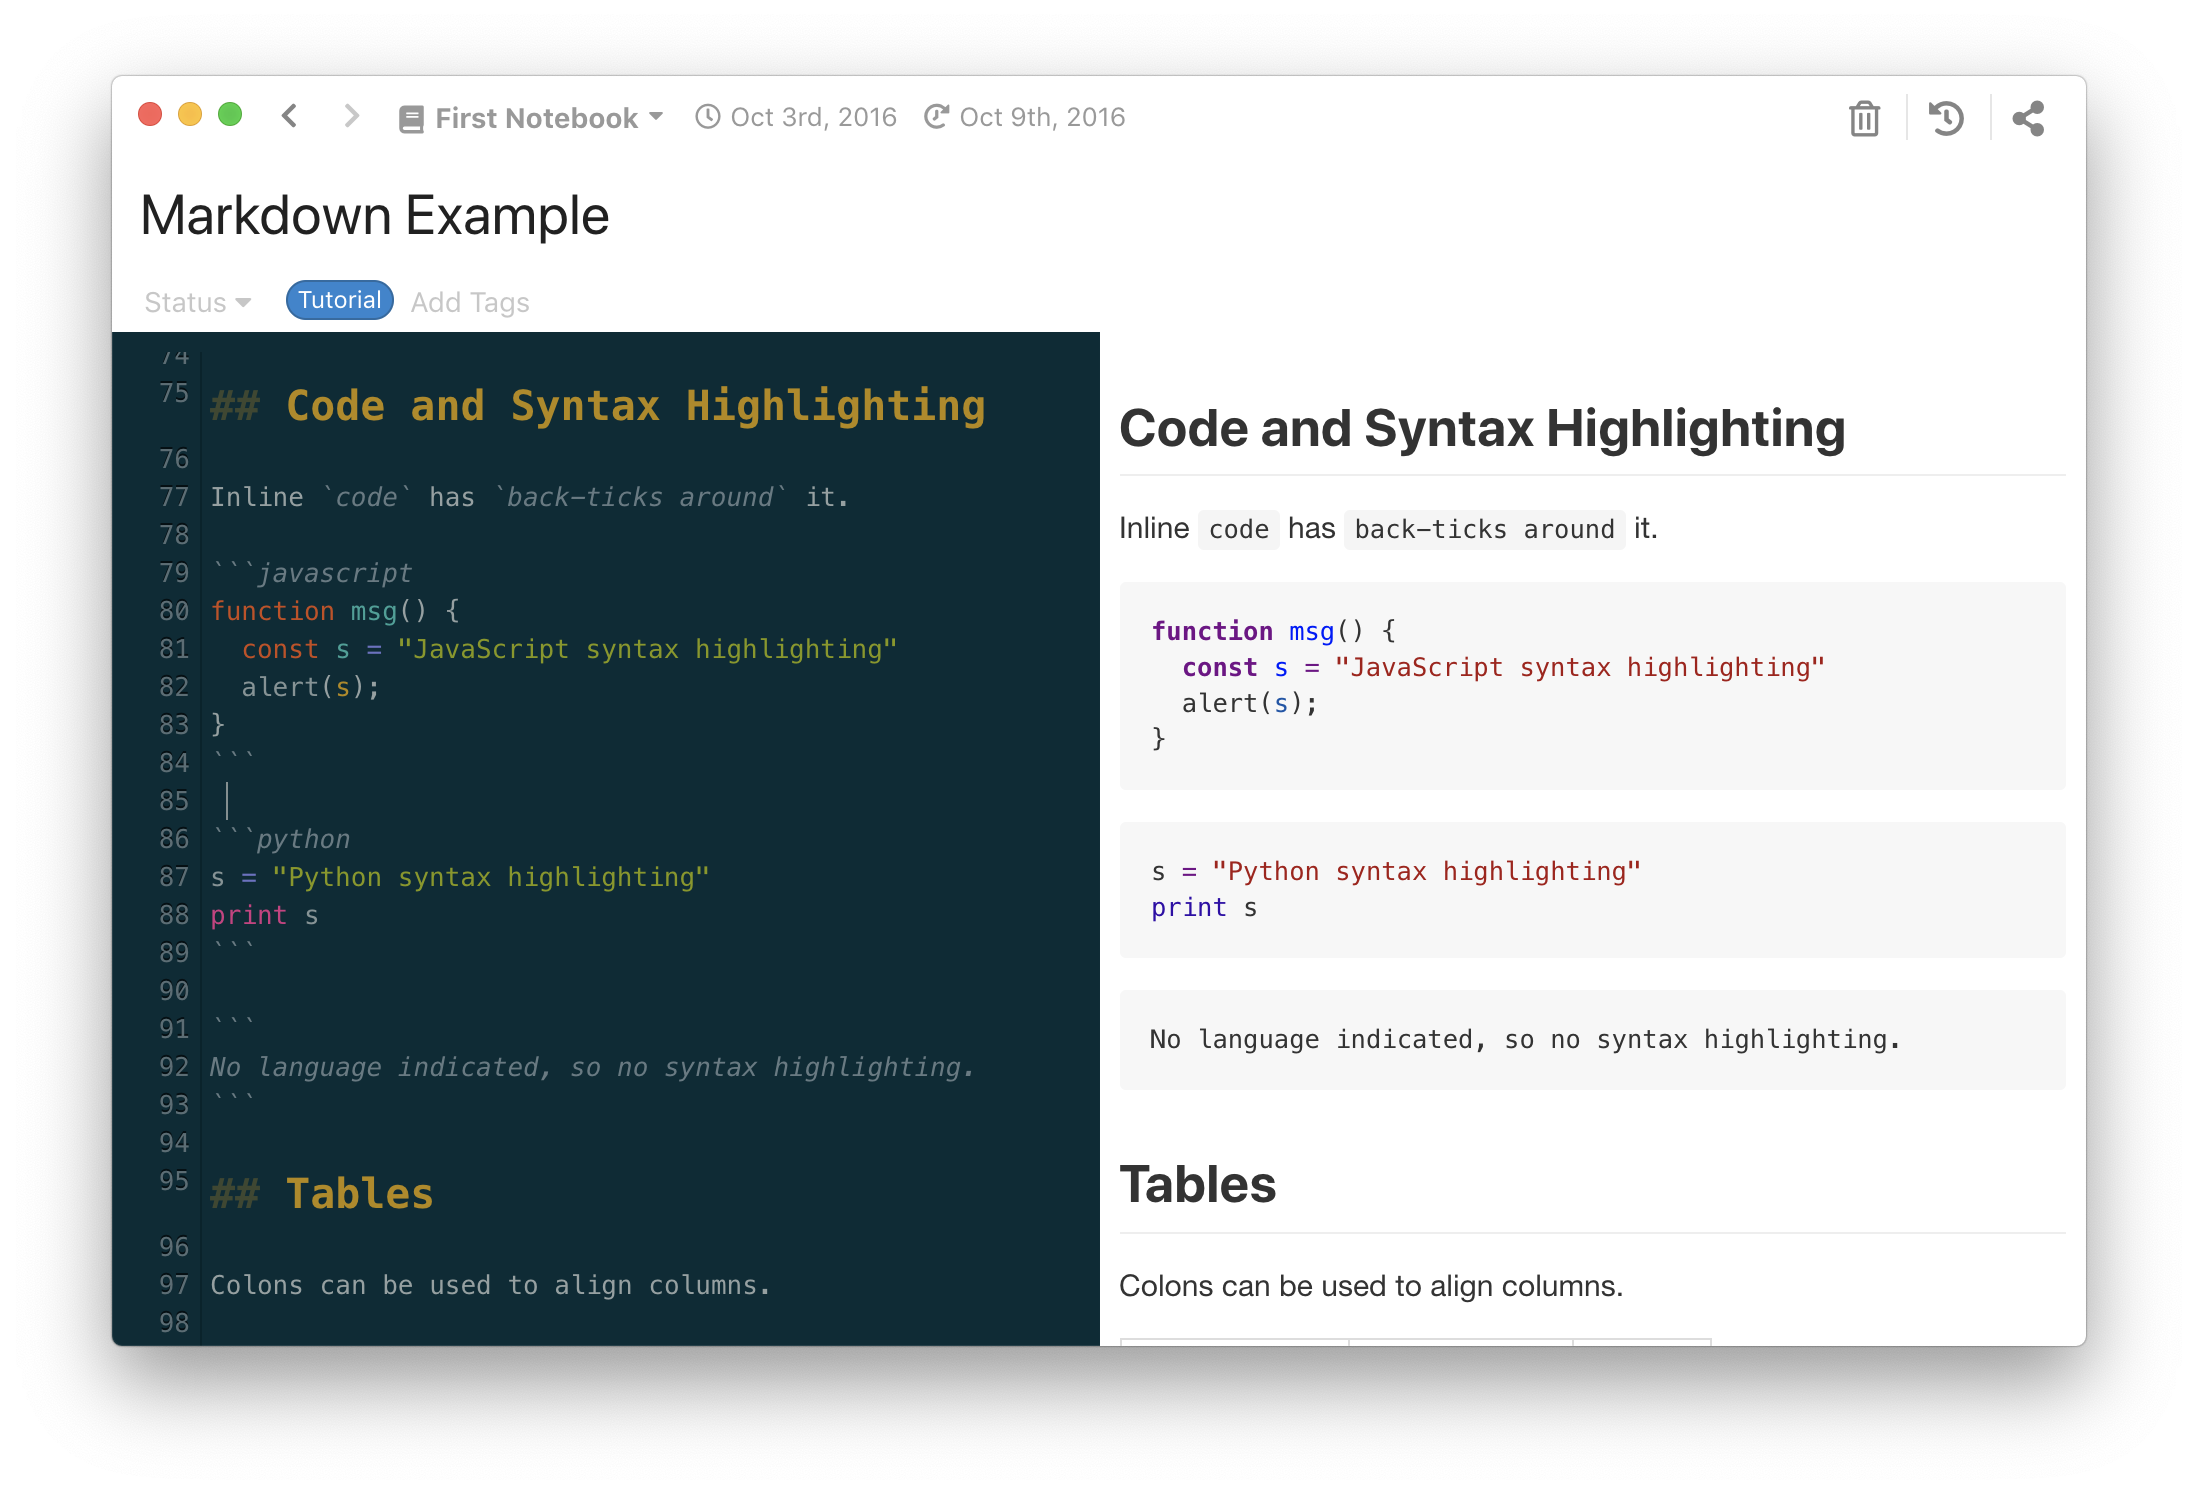 First Notebook Oct 3rd, 2016 Oct 9th, 2016
Markdown Example
Status Tutorial Add Tags
74
75 ## Code and Syntax Highlighting
76
77 Inline `code` has `back-ticks around` it.
78
79 ```javascript
80 function msg() {
81   const s = "JavaScript syntax highlighting"
82   alert(s);
83 }
84 ```
85
86 ```python
87 s = "Python syntax highlighting"
88 print s
89 ```
90
91 ```
92 No language indicated, so no syntax highlighting.
93 ```
94
95 ## Tables
96
97 Colons can be used to align columns.
98
Code and Syntax Highlighting
Inline code has back-ticks around it.
function msg() {
  const s = "JavaScript syntax highlighting"
  alert(s);
}
s = "Python syntax highlighting"
print s
No language indicated, so no syntax highlighting.
Tables
Colons can be used to align columns.